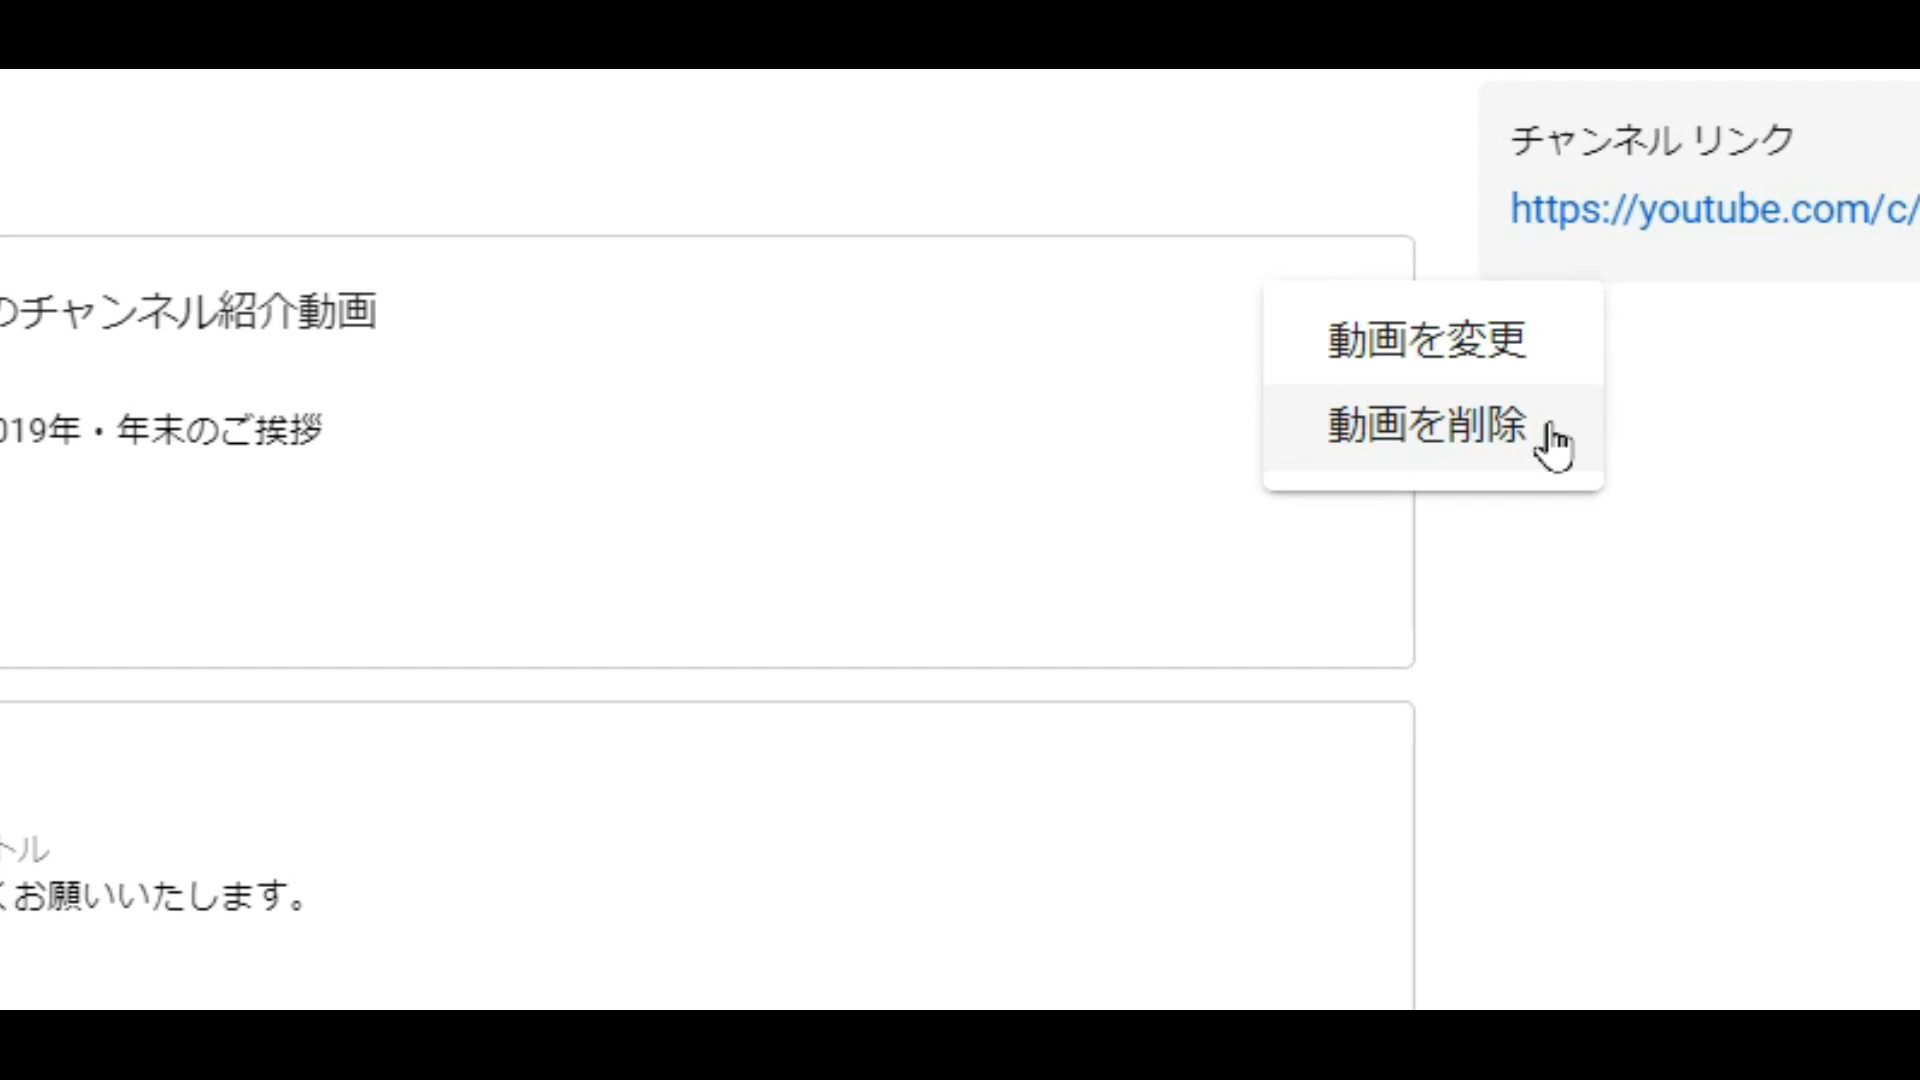 チャンネル リンク
https://youtube.com/c/
のチャンネル紹介動画
動画を変更
動画を削除
019年・年末のご挨拶
トル
くお願いいたします。